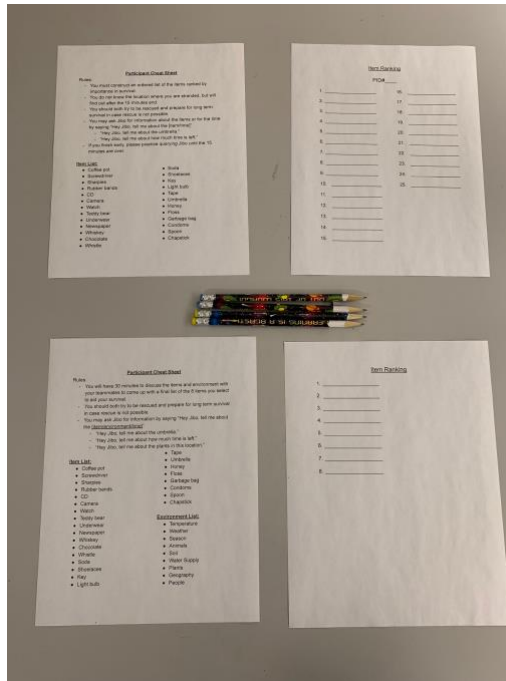 Participant Cheat Sheet
Rules:
- You must construct an ordered list of the items ranked by
importance in survival
- You do not know the location where you are stranded, but will
find out after the 15 minutes end
- You should both try to be rescued and prepare for long term
survival in case rescue is not possible
- You may ask Jibo for information about the items or for the time
by saying "Hey Jibo, tell me about the
- "Hey Jibo, tell me about the umbrella."
- "Hey Jibo, tell me about how much time is left."
- If you finish early, please continue querying Jibo until the 15
minutes are over
Item List:
Coffee pot
Screwdriver
Sharpies
Rubber bands
CD
Camera
Watch
Teddy bear
Underwear
Newspaper
Whiskey
Chocolate
Whistle
Soda
Shoelaces
Key
Light bulb
Tape
Umbrella
Honey
Floss
Garbage bag
Condoms
Spoon
Chapstick
Item Ranking
PID#
1.
2.
3.
4.
5.
6.
7.
8.
9.
10.
11.
12.
13.
14.
15.
16.
17.
18.
19.
20.
21.
22.
23.
24.
25.
OUT OF THIS WORLD!
LEARNING IS A BEAST
Participant Cheat Sheet
Rules:
- You will have 30 minutes to discuss the items and environment with
your teammates to come up with a final list of the 8 items you select
to aid your survival.
- You should both try to be rescued and prepare for long term survival
in case rescue is not possible.
- You may ask Jibo for information by saying "Hey Jibo, tell me about
the [item/environment/time]"
- "Hey Jibo, tell me about the umbrella."
- "Hey Jibo, tell me about how much time is left"
- "Hey Jibo, tell me about the plants in this location."
Item List:
Coffee pot
Screwdriver
Sharpies
Rubber bands
CD
Camera
Watch
Teddy bear
Underwear
Newspaper
Whiskey
Chocolate
Whistle
Soda
Shoelaces
Key
Light bulb
Tape
Umbrella
Honey
Floss
Garbage bag
Condoms
Spoon
Chapstick
Environment List:
Temperature
Weather
Season
Animals
Soil
Water Supply
Plants
Geography
People
Item Ranking
1.
2.
3.
4.
5.
6.
7.
8.